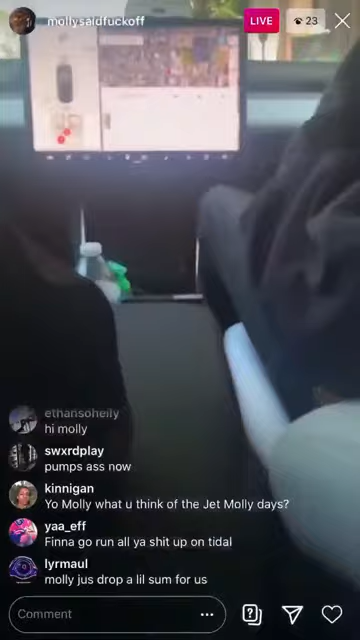 mollysaidfuckoff
LIVE
23
ethansoheily
hi molly
swxrdplay
pumps ass now
kinnigan
Yo Molly what u think of the Jet Molly days?
yaa_eff
Finna go run all ya shit up on tidal
lyrmaul
molly jus drop a lil sum for us
Comment